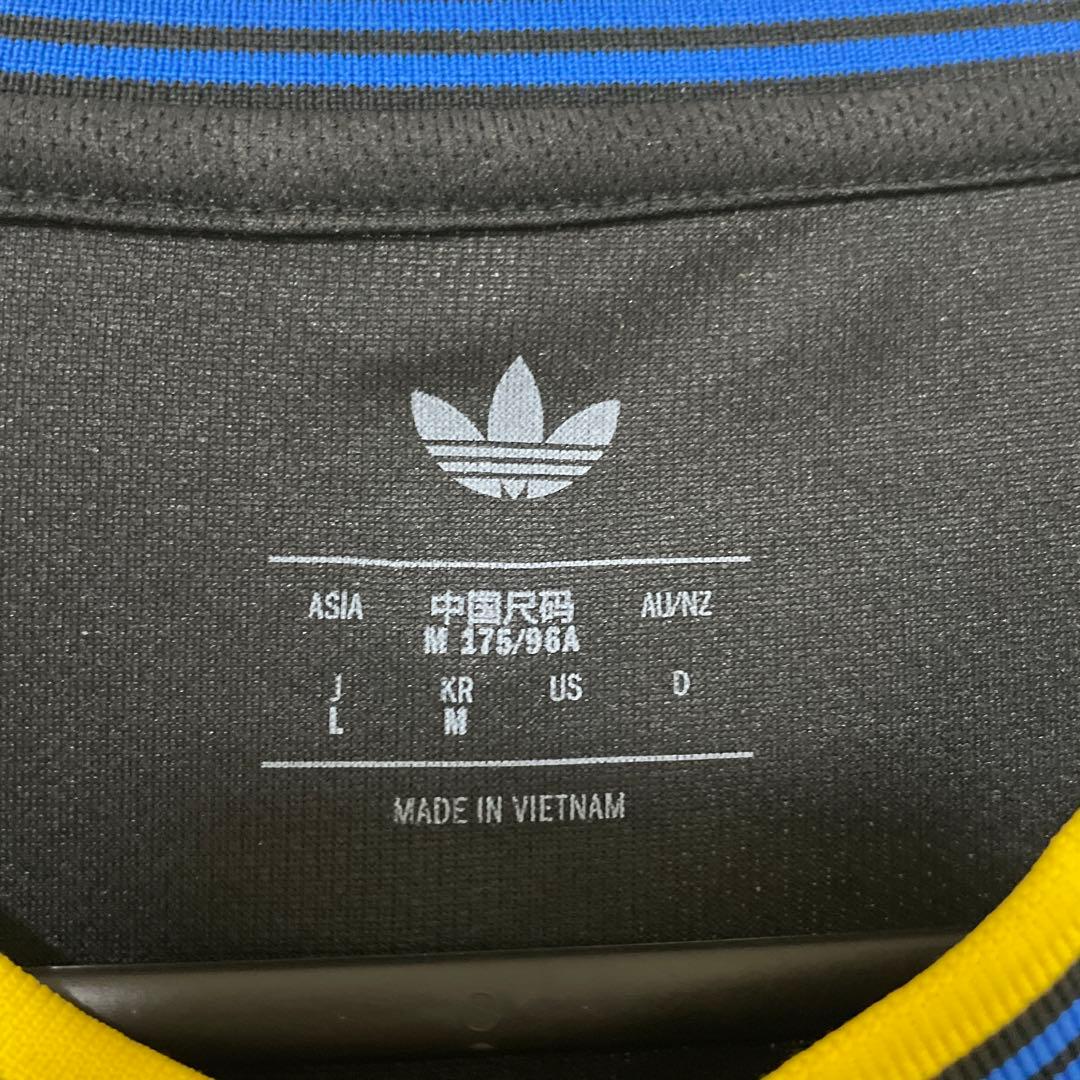 ASIA 中国尺码 AU/NZ
M 175/96A
J KR US D
L M
MADE IN VIETNAM